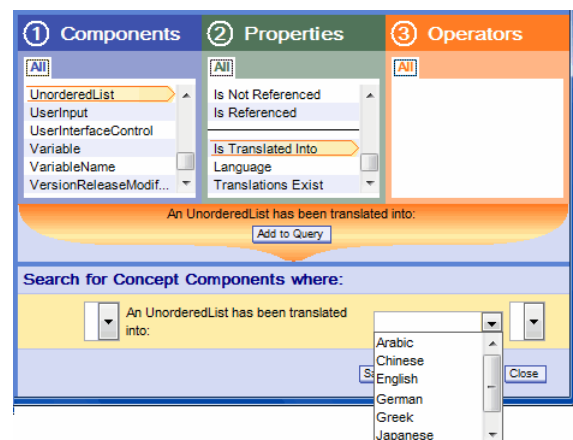 1 Components
2 Properties
3 Operators
All
All
All
UnorderedList
UserInput
UserInterfaceControl
Variable
VariableName
VersionReleaseModif...
Is Not Referenced
Is Referenced
Is Translated Into
Language
Translations Exist
An UnorderedList has been translated into:
Add to Query
Search for Concept Components where:
An UnorderedList has been translated
into:
Arabic
Chinese
English
German
Greek
Japanese
Close